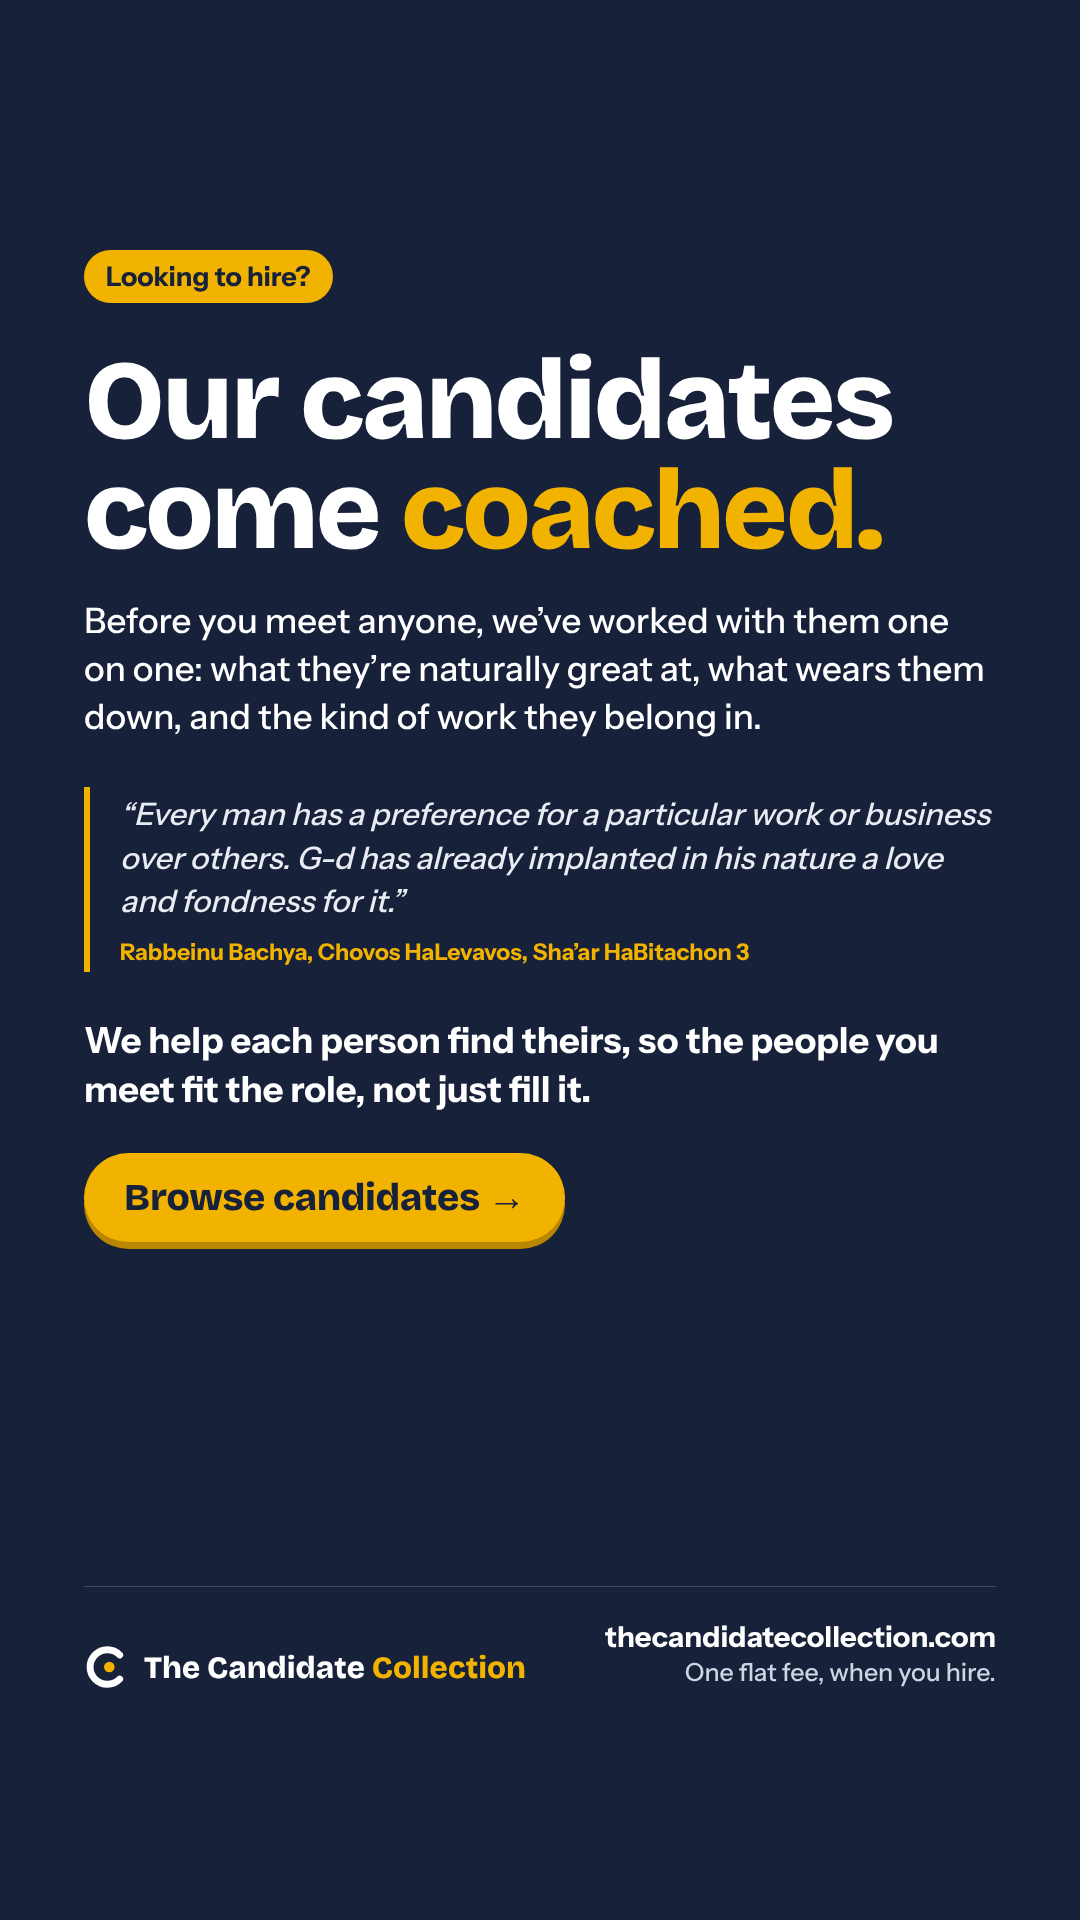 Looking to hire?
Our candidates
come coached.
Before you meet anyone, we’ve worked with them one
on one: what they’re naturally great at, what wears them
down, and the kind of work they belong in.
“Every man has a preference for a particular work or business
over others. G-d has already implanted in his nature a love
and fondness for it.”
Rabbeinu Bachya, Chovos HaLevavos, Sha’ar HaBitachon 3
We help each person find theirs, so the people you
meet fit the role, not just fill it.
Browse candidates →
The Candidate Collection
thecandidatecollection.com
One flat fee, when you hire.